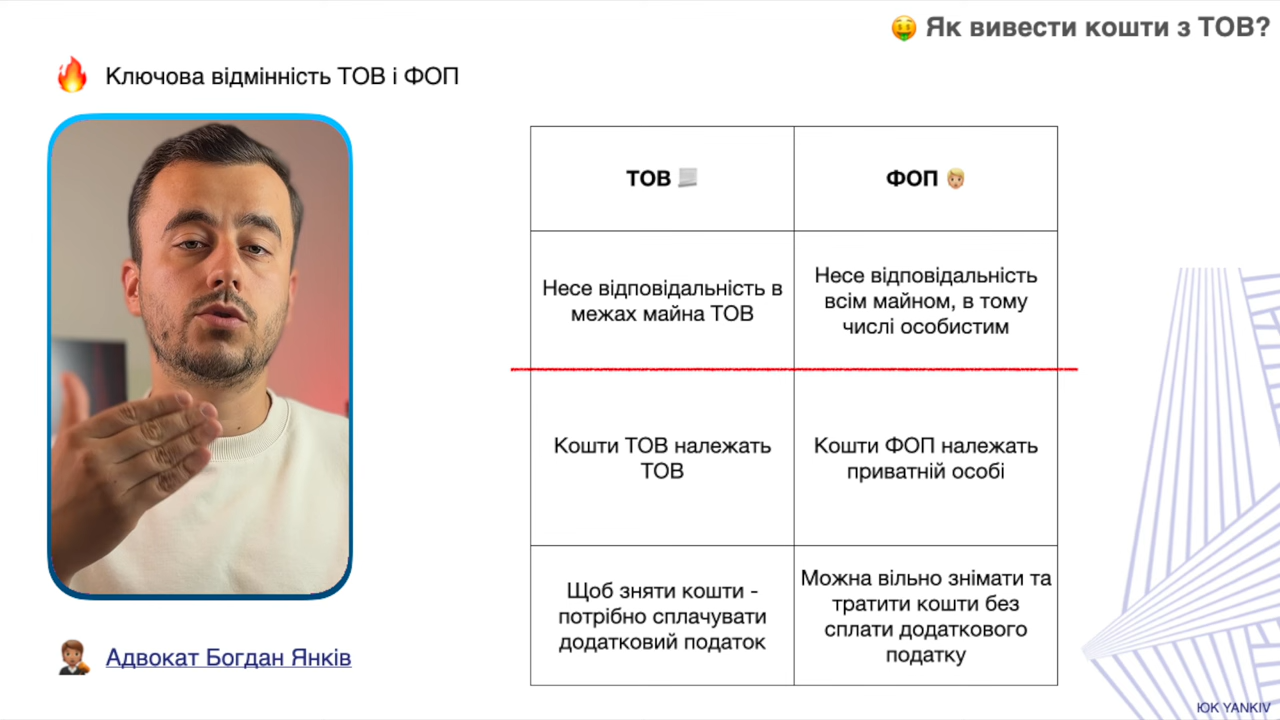 🤑 Як вивести кошти з ТОВ?
🔥 Ключова відмінність ТОВ і ФОП
ТОВ
ФОП
Несе відповідальність в
межах майна ТОВ
Несе відповідальність
всім майном, в тому
числі особистим
Кошти ТОВ належать
ТОВ
Кошти ФОП належать
приватній особі
Щоб зняти кошти -
потрібно сплачувати
додатковий податок
Можна вільно знімати та
тратити кошти без
сплати додаткового
податку
Адвокат Богдан Янків
ЮК YANKIV